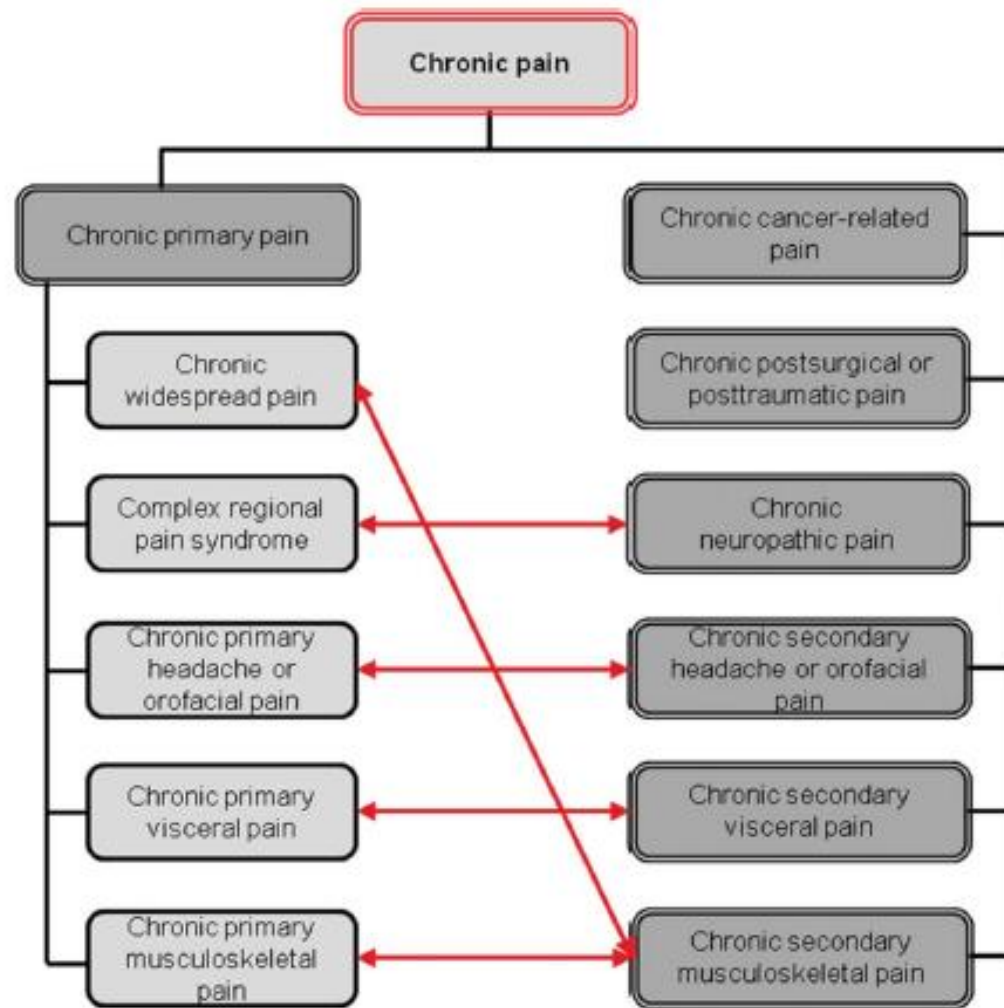 Chronic pain
Chronic primary pain
Chronic
widespread pain
Complex regional
pain syndrome
Chronic primary
headache or
orofacial pain
Chronic primary
visceral pain
Chronic primary
musculoskeletal
pain
Chronic cancer-related
pain
Chronic postsurgical or
posttraumatic pain
Chronic
neuropathic pain
Chronic secondary
headache or orofacial
pain
Chronic secondary
visceral pain
Chronic secondary
musculoskeletal pain